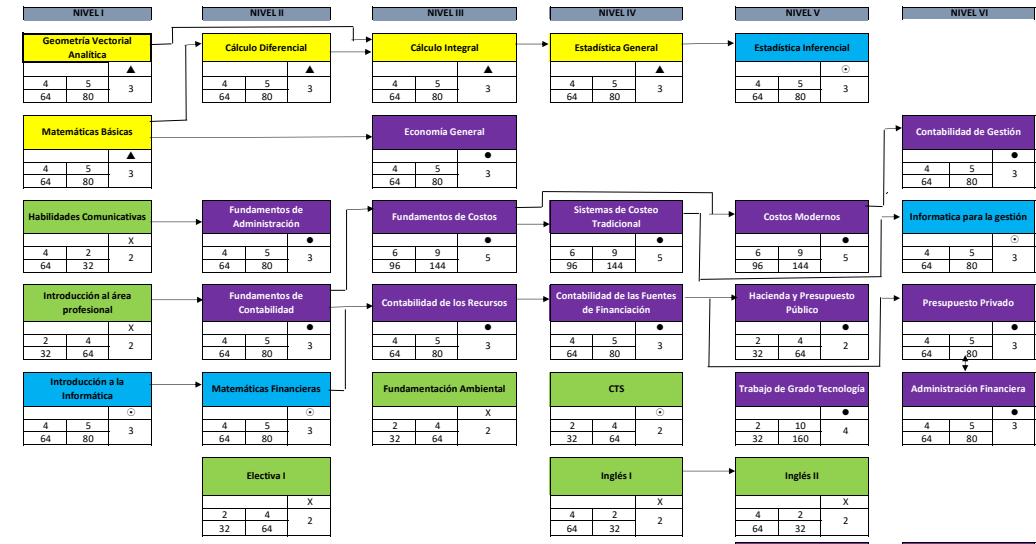 NIVEL I NIVEL II NIVEL III NIVEL IV NIVEL V NIVEL VI
Geometría Vectorial
Analítica
▲
4 5 3
64 80
Cálculo Diferencial
▲
4 5 3
64 80
Cálculo Integral
▲
4 5 3
64 80
Estadística General
▲
4 5 3
64 80
Estadística Inferencial
☉
4 5 3
64 80
Matemáticas Básicas
▲
4 5 3
64 80
Economía General
●
4 5 3
64 80
Contabilidad de Gestión
●
4 5 3
64 80
Habilidades Comunicativas
X
4 2 2
64 32
Fundamentos de
Administración
●
4 5 3
64 80
Fundamentos de Costos
●
6 9 5
96 144
Sistemas de Costeo
Tradicional
●
6 9 5
96 144
Costos Modernos
●
6 9 5
96 144
Informatica para la gestión
☉
4 5 3
64 80
Introducción al área
profesional
X
2 4 2
32 64
Fundamentos de
Contabilidad
●
4 5 3
64 80
Contabilidad de los Recursos
●
4 5 3
64 80
Contabilidad de las Fuentes
de Financiación
●
4 5 3
64 80
Hacienda y Presupuesto
Público
●
2 4 2
32 64
Presupuesto Privado
●
4 5 3
64 80
Introducción a la
Informática
☉
4 5 3
64 80
Matemáticas Financieras
☉
4 5 3
64 80
Fundamentación Ambiental
X
2 4 2
32 64
CTS
☉
2 4 2
32 64
Trabajo de Grado Tecnología
●
2 10 4
32 160
Administración Financiera
●
4 5 3
64 80
Electiva I
X
2 4 2
32 64
Inglés I
X
4 2 2
64 32
Inglés II
X
4 2 2
64 32